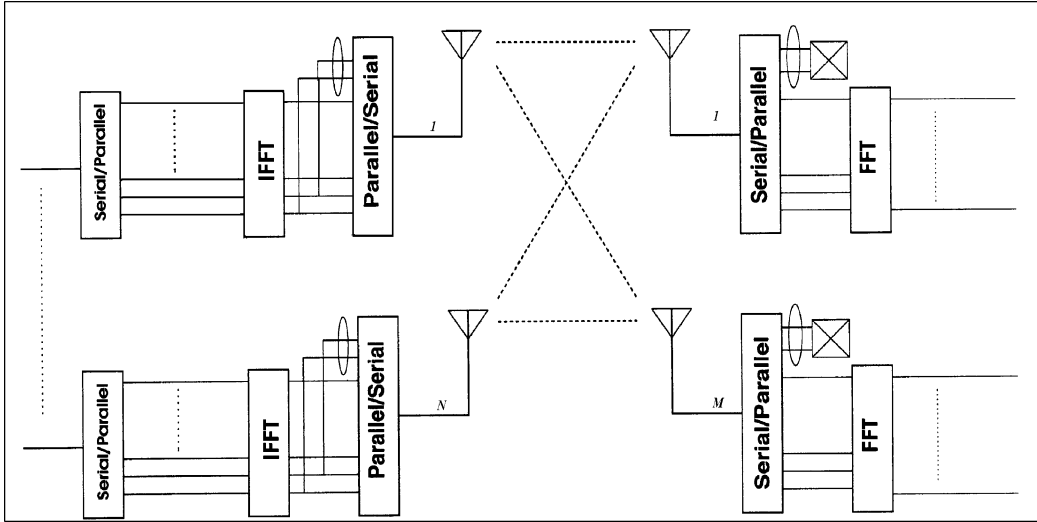 Serial/Parallel
IFFT
Parallel/Serial
1
1
Serial/Parallel
FFT
Serial/Parallel
IFFT
Parallel/Serial
N
M
Serial/Parallel
FFT